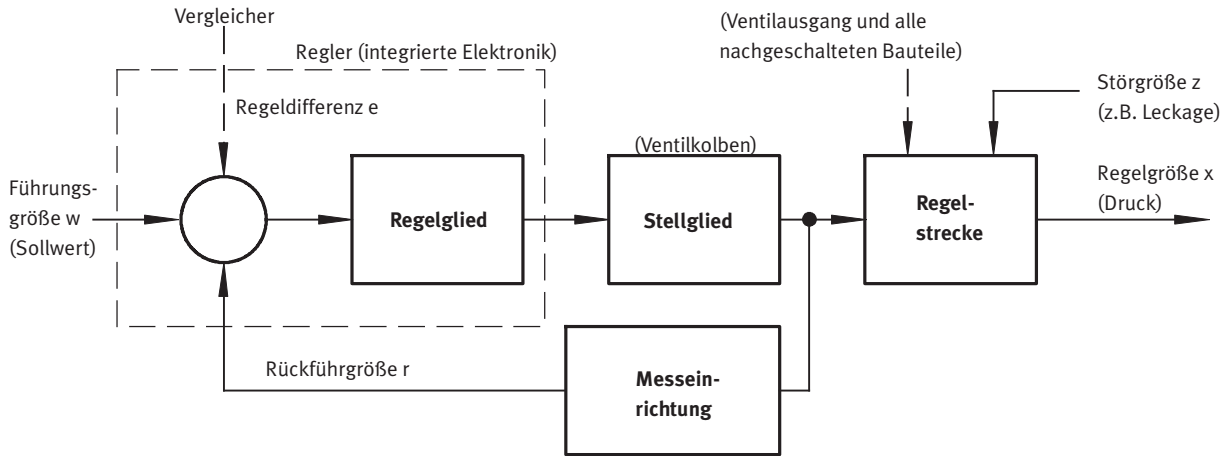 Vergleicher
Regler (integrierte Elektronik)
(Ventilausgang und alle
nachgeschalteten Bauteile)
Regeldifferenz e
Störgröße z
(z.B. Leckage)
(Ventilkolben)
Führungs-
größe w
(Sollwert)
Regelglied
Stellglied
Regel-
strecke
Regelgröße x
(Druck)
Rückführgröße r
Messein-
richtung